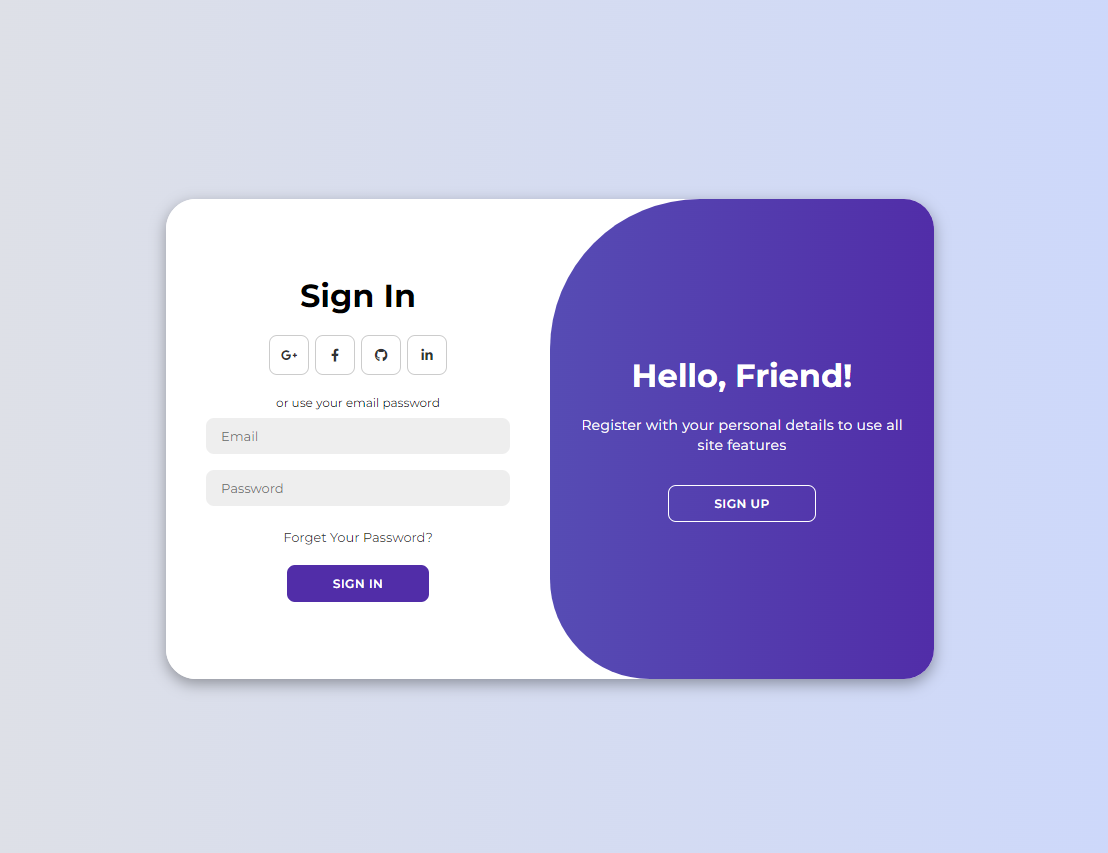 Sign In
G+
f
in
or use your email password
Email
Password
Forget Your Password?
SIGN IN
Hello, Friend!
Register with your personal details to use all
site features
SIGN UP